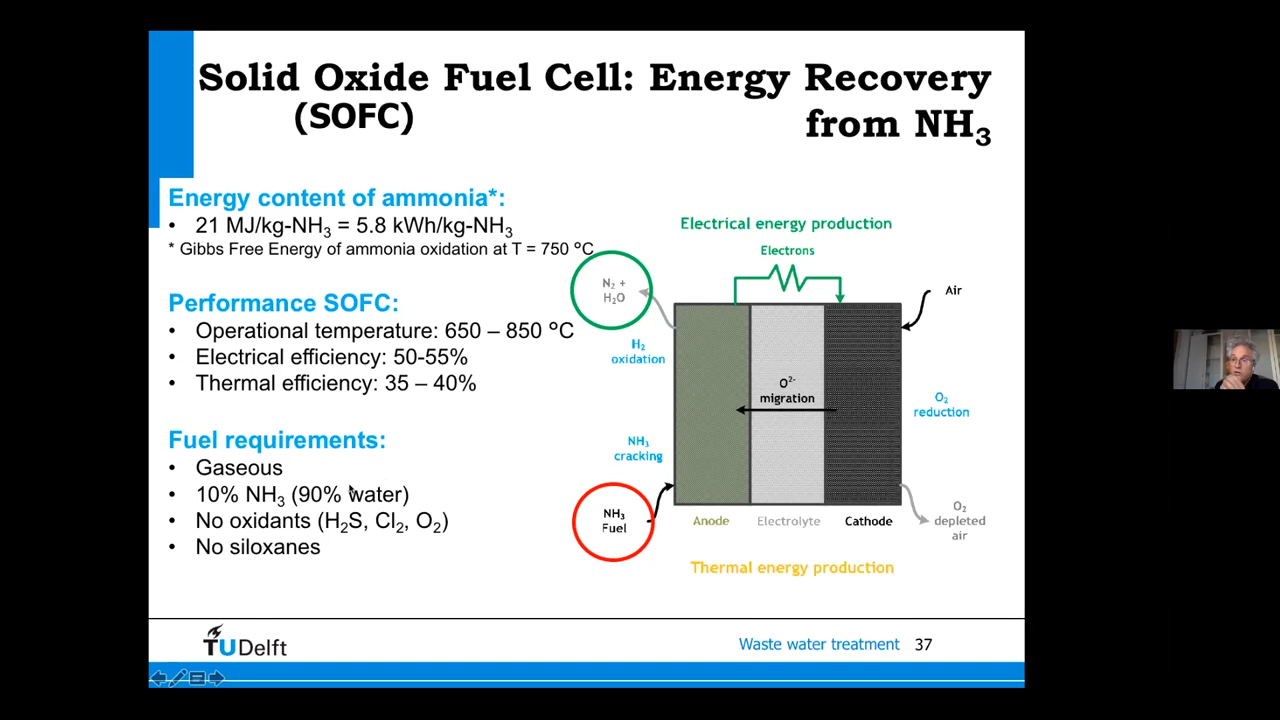 Solid Oxide Fuel Cell: Energy Recovery
(SOFC) from NH₃
Energy content of ammonia*:
• 21 MJ/kg-NH₃ = 5.8 kWh/kg-NH₃
* Gibbs Free Energy of ammonia oxidation at T = 750 °C
Performance SOFC:
• Operational temperature: 650 – 850 °C
• Electrical efficiency: 50-55%
• Thermal efficiency: 35 – 40%
Fuel requirements:
• Gaseous
• 10% NH₃ (90% water)
• No oxidants (H₂S, Cl₂, O₂)
• No siloxanes
Electrical energy production
Electrons
N₂ +
H₂O
Air
H₂
oxidation
O²⁻
migration
O₂
reduction
NH₃
cracking
NH₃
Fuel
O₂
depleted
air
Anode
Electrolyte
Cathode
Thermal energy production
TUDelft
Waste water treatment 37